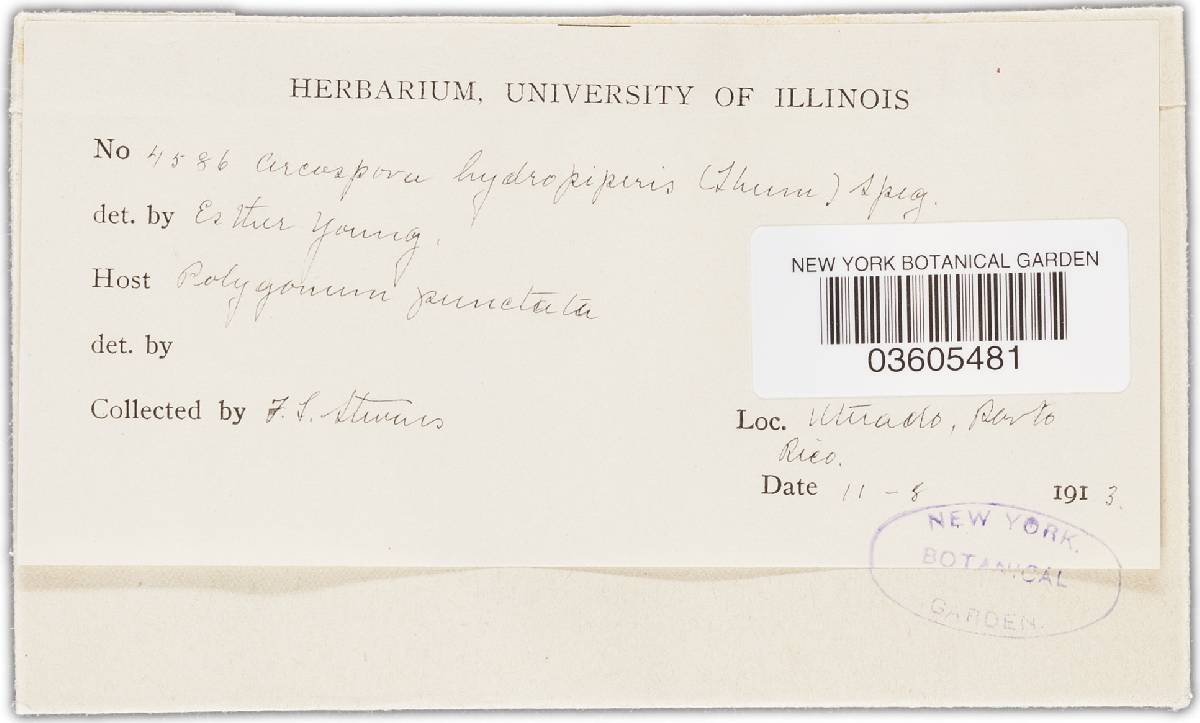 HERBARIUM, UNIVERSITY OF ILLINOIS
No 4586 Cercospora hydropiperis (Thum) Speg.
det. by Esther Young.
Host Polygonum punctata
NEW YORK BOTANICAL GARDEN
03605481
det. by
Collected by F. L. Stevens
Loc. Utuado, Porto
Rico.
Date 11-8 1913.
NEW YORK.
BOTANICAL
GARDEN.